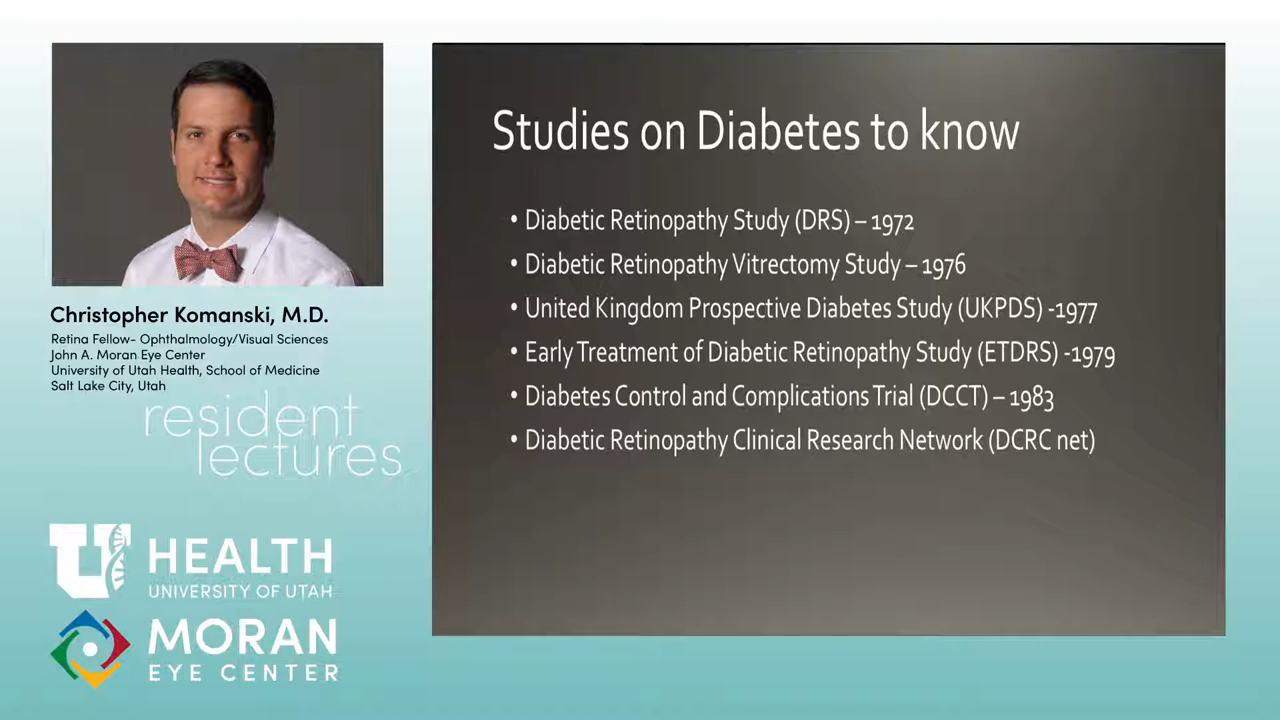 Christopher Komanski, M.D.
Retina Fellow- Ophthalmology/Visual Sciences
John A. Moran Eye Center
University of Utah Health, School of Medicine
Salt Lake City, Utah
resident
lectures
U
HEALTH
UNIVERSITY OF UTAH
MORAN
EYE CENTER
Studies on Diabetes to know
• Diabetic Retinopathy Study (DRS) – 1972
• Diabetic Retinopathy Vitrectomy Study – 1976
• United Kingdom Prospective Diabetes Study (UKPDS) -1977
• Early Treatment of Diabetic Retinopathy Study (ETDRS) -1979
• Diabetes Control and Complications Trial (DCCT) – 1983
• Diabetic Retinopathy Clinical Research Network (DCRC net)